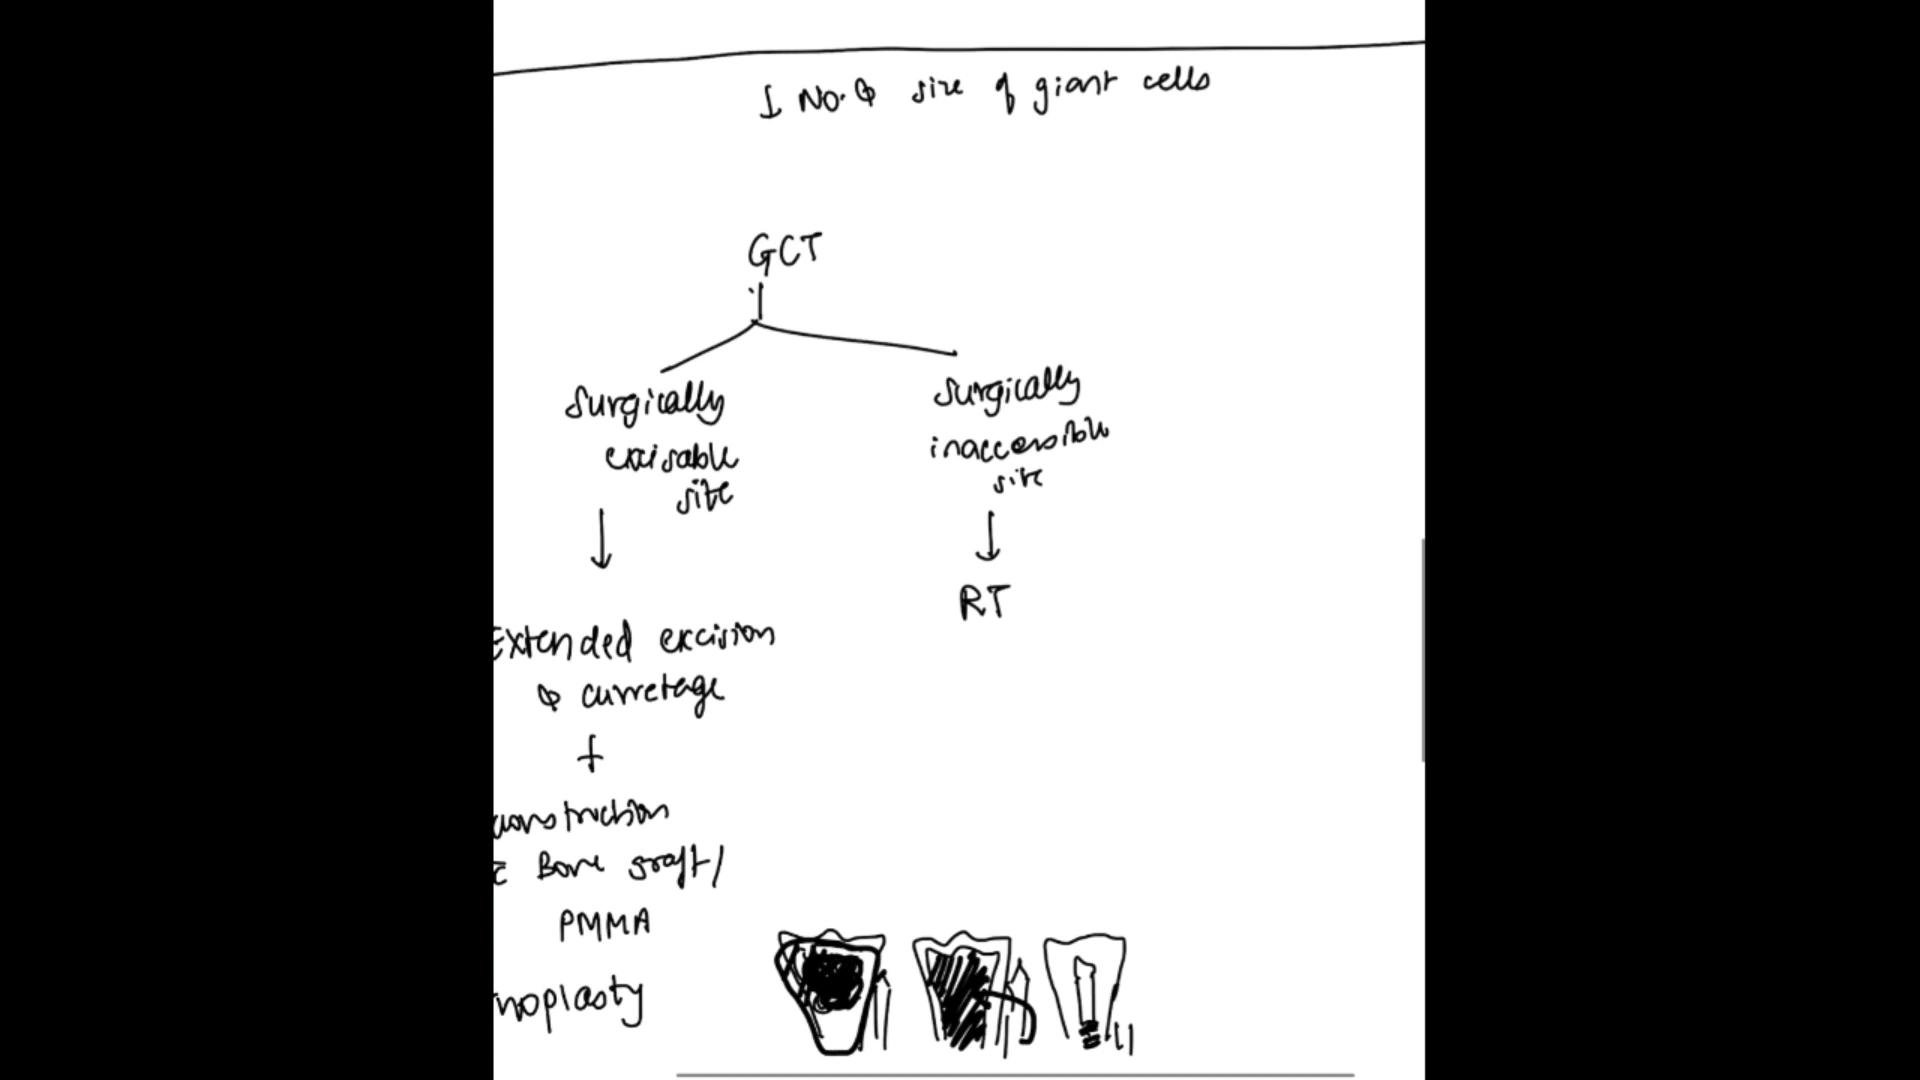 ↓ No. & size of giant cells
GCT
Surgically
excisable
site
↓
Extended excision
& curretage
+
construction
c̄ Bone graft/
PMMA
noplasty
Surgically
inaccessible
site
↓
RT